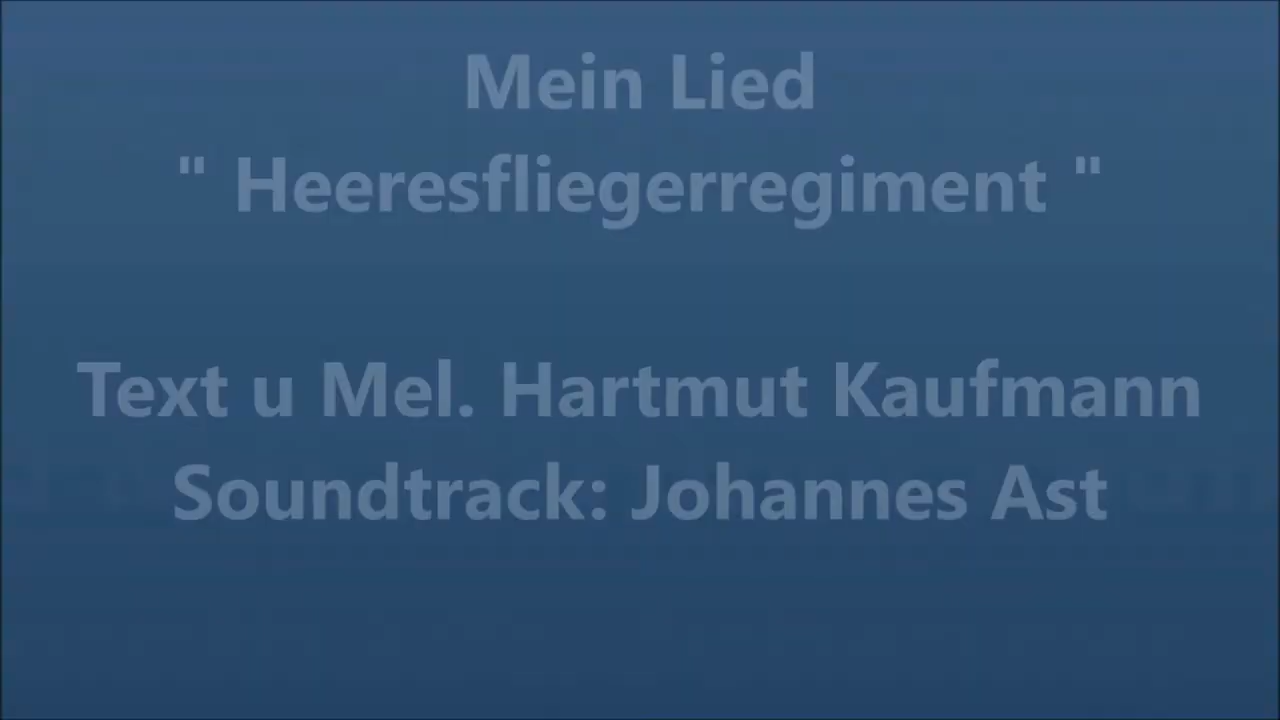 Mein Lied
" Heeresfliegerregiment "
Text u Mel. Hartmut Kaufmann
Soundtrack: Johannes Ast